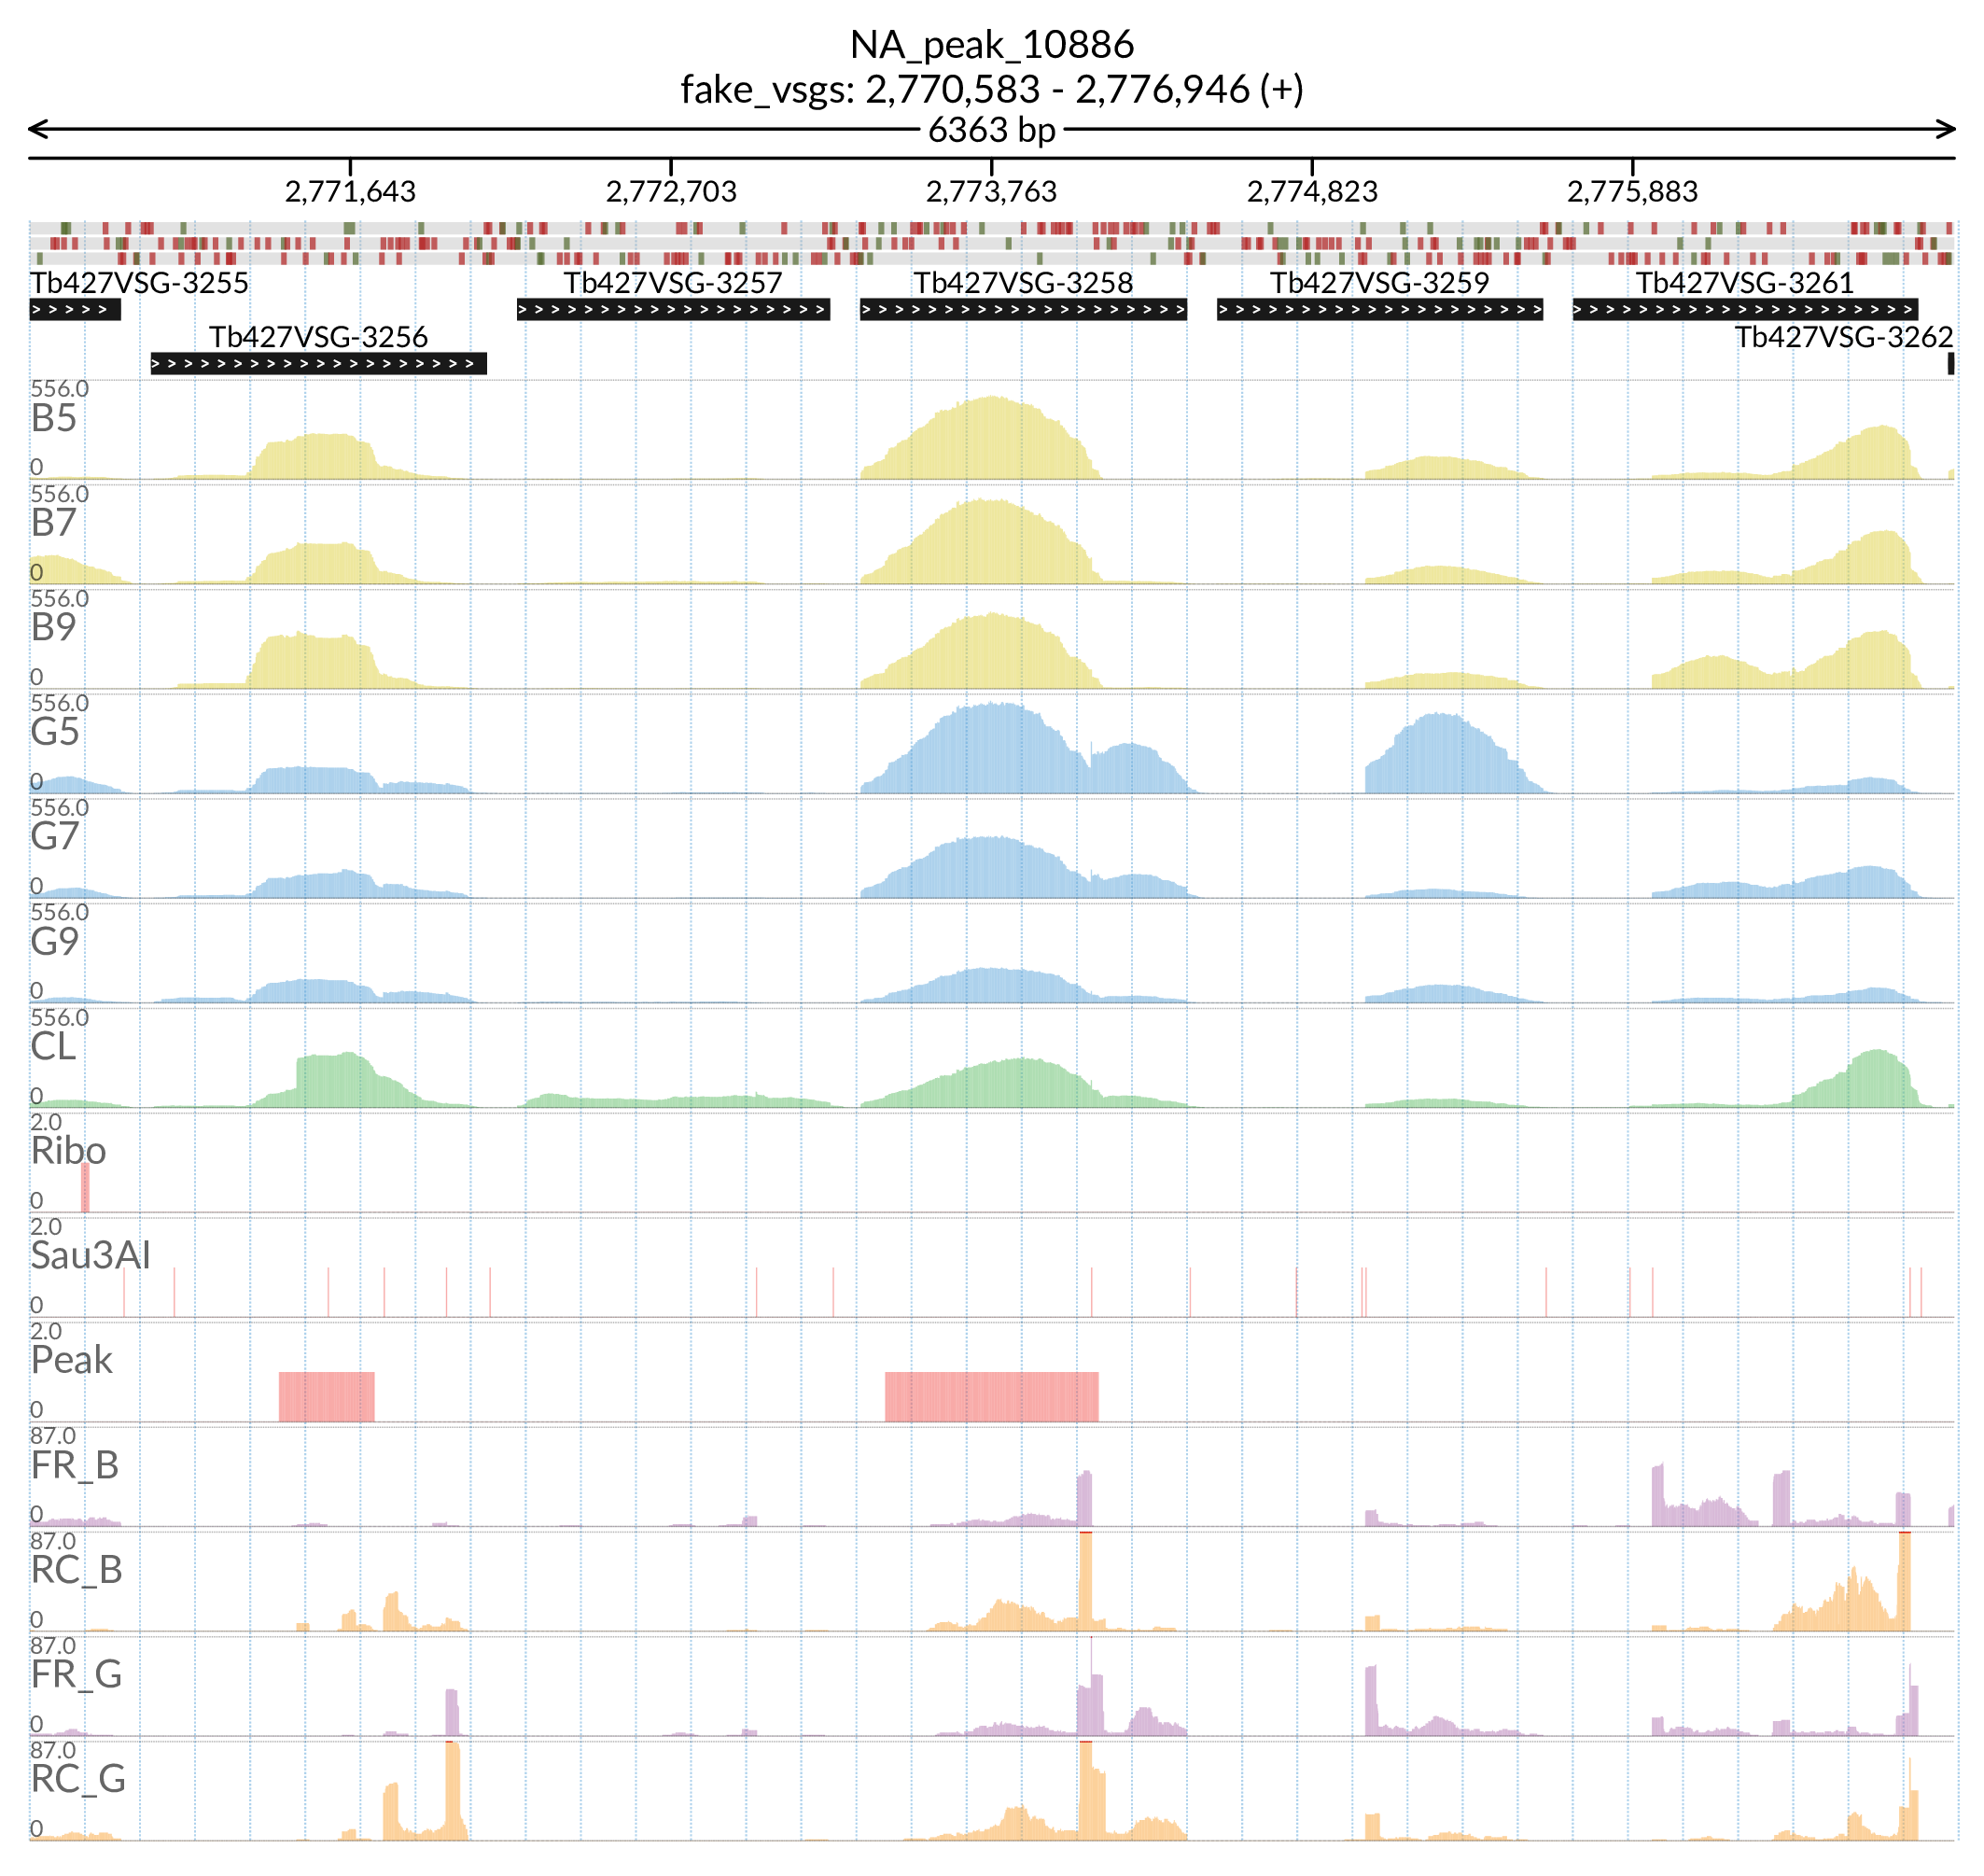 NA_peak_10886
fake_vsgs: 2,770,583 - 2,776,946 (+)
6363 bp
2,771,643 2,772,703 2,773,763 2,774,823 2,775,883
Tb427VSG-3255 Tb427VSG-3257 Tb427VSG-3258 Tb427VSG-3259 Tb427VSG-3261
Tb427VSG-3256 Tb427VSG-3262
556.0
B5
0
556.0
B7
0
556.0
B9
0
556.0
G5
0
556.0
G7
0
556.0
G9
0
556.0
CL
0
2.0
Ribo
0
2.0
Sau3AI
0
2.0
Peak
0
87.0
FR_B
0
87.0
RC_B
0
87.0
FR_G
0
87.0
RC_G
0